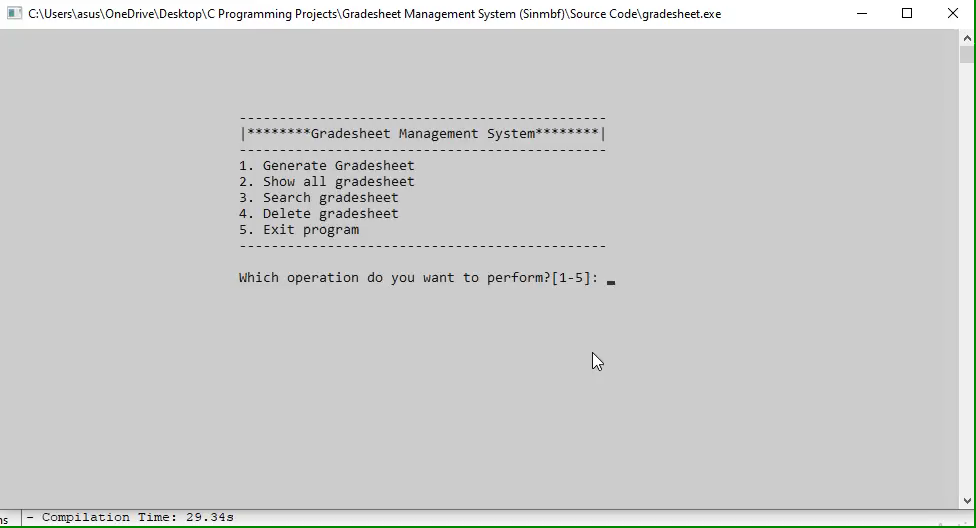 C:\Users\asus\OneDrive\Desktop\C Programming Projects\Gradesheet Management System (Sinmbf)\Source Code\gradesheet.exe
----------------------------------------------
|********Gradesheet Management System********|
----------------------------------------------
1. Generate Gradesheet
2. Show all gradesheet
3. Search gradesheet
4. Delete gradesheet
5. Exit program
----------------------------------------------
Which operation do you want to perform?[1-5]: _
ns
- Compilation Time: 29.34s